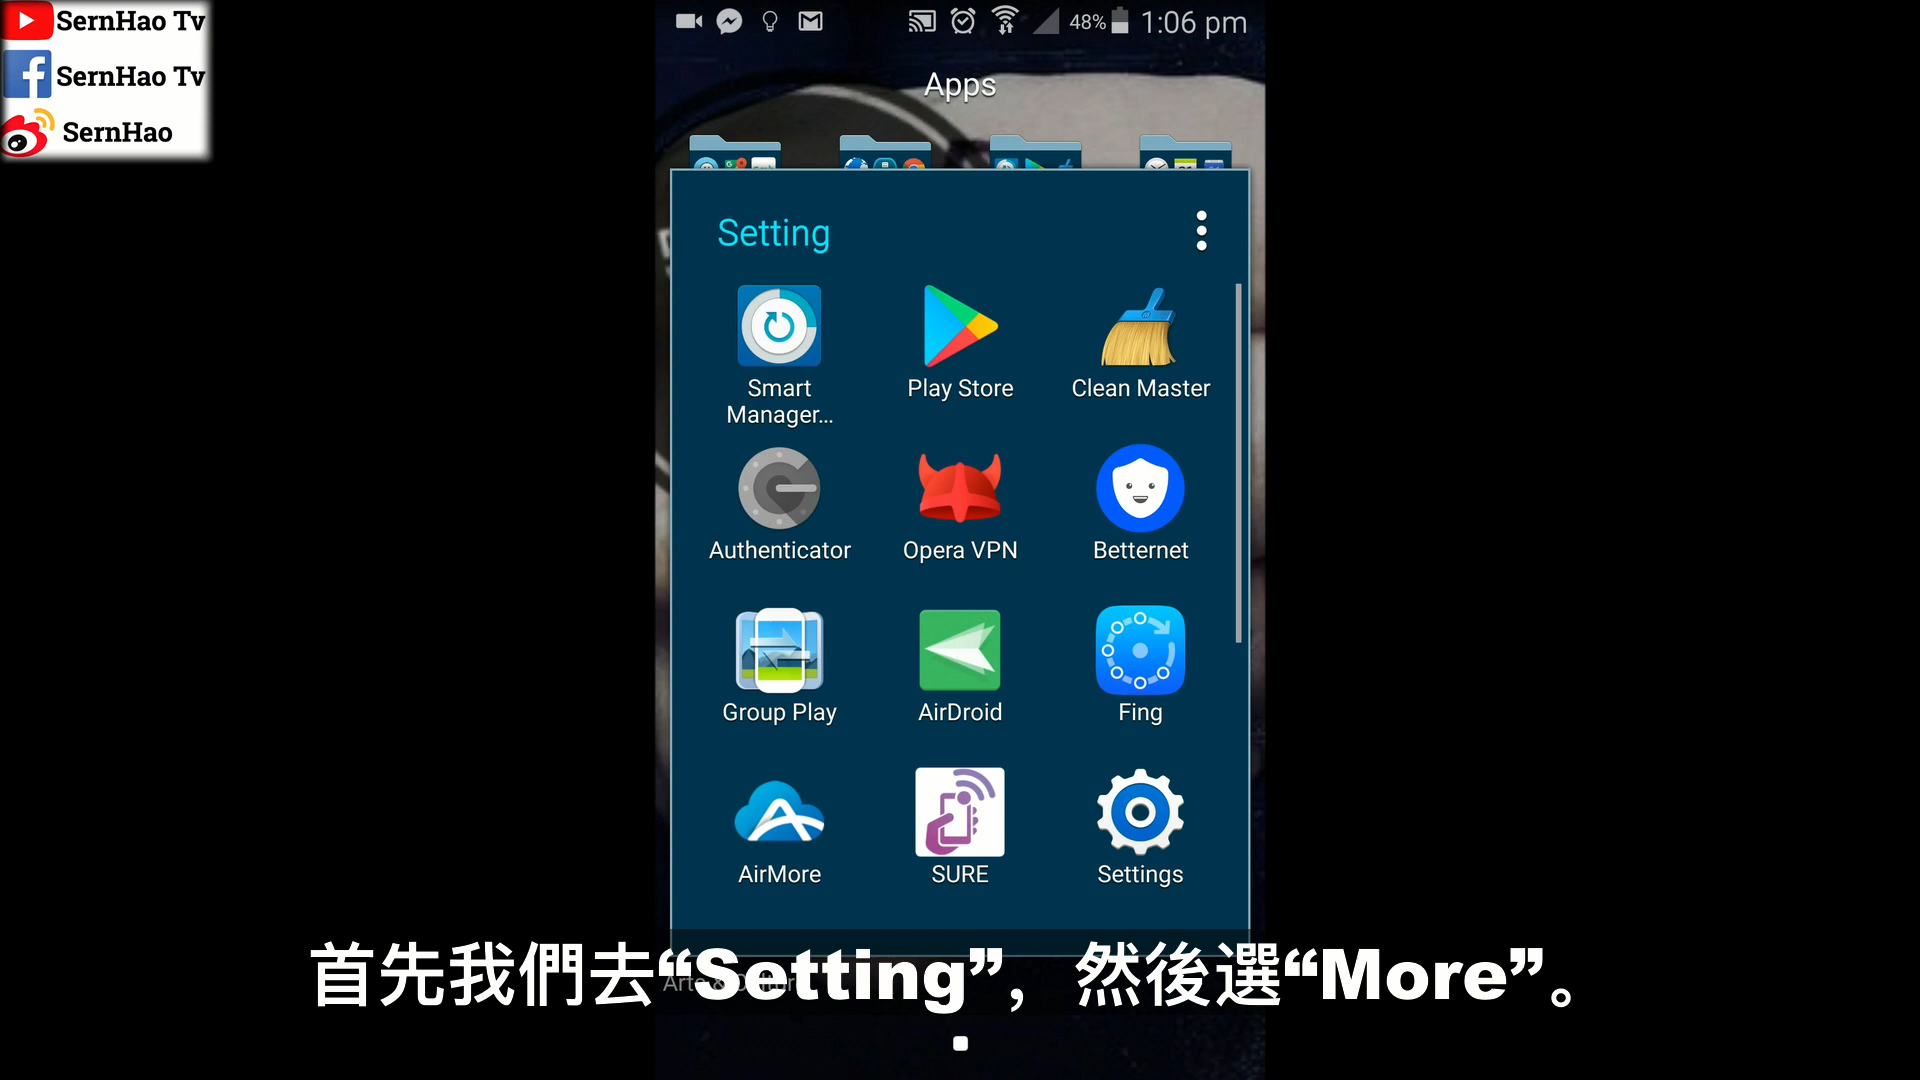 SernHao Tv
SernHao Tv
SernHao
48% 1:06 pm
Apps
Setting
Smart Manager...
Play Store
Clean Master
Authenticator
Opera VPN
Betternet
Group Play
AirDroid
Fing
AirMore
SURE
Settings
首先我們去“Setting”，然後選“More”。